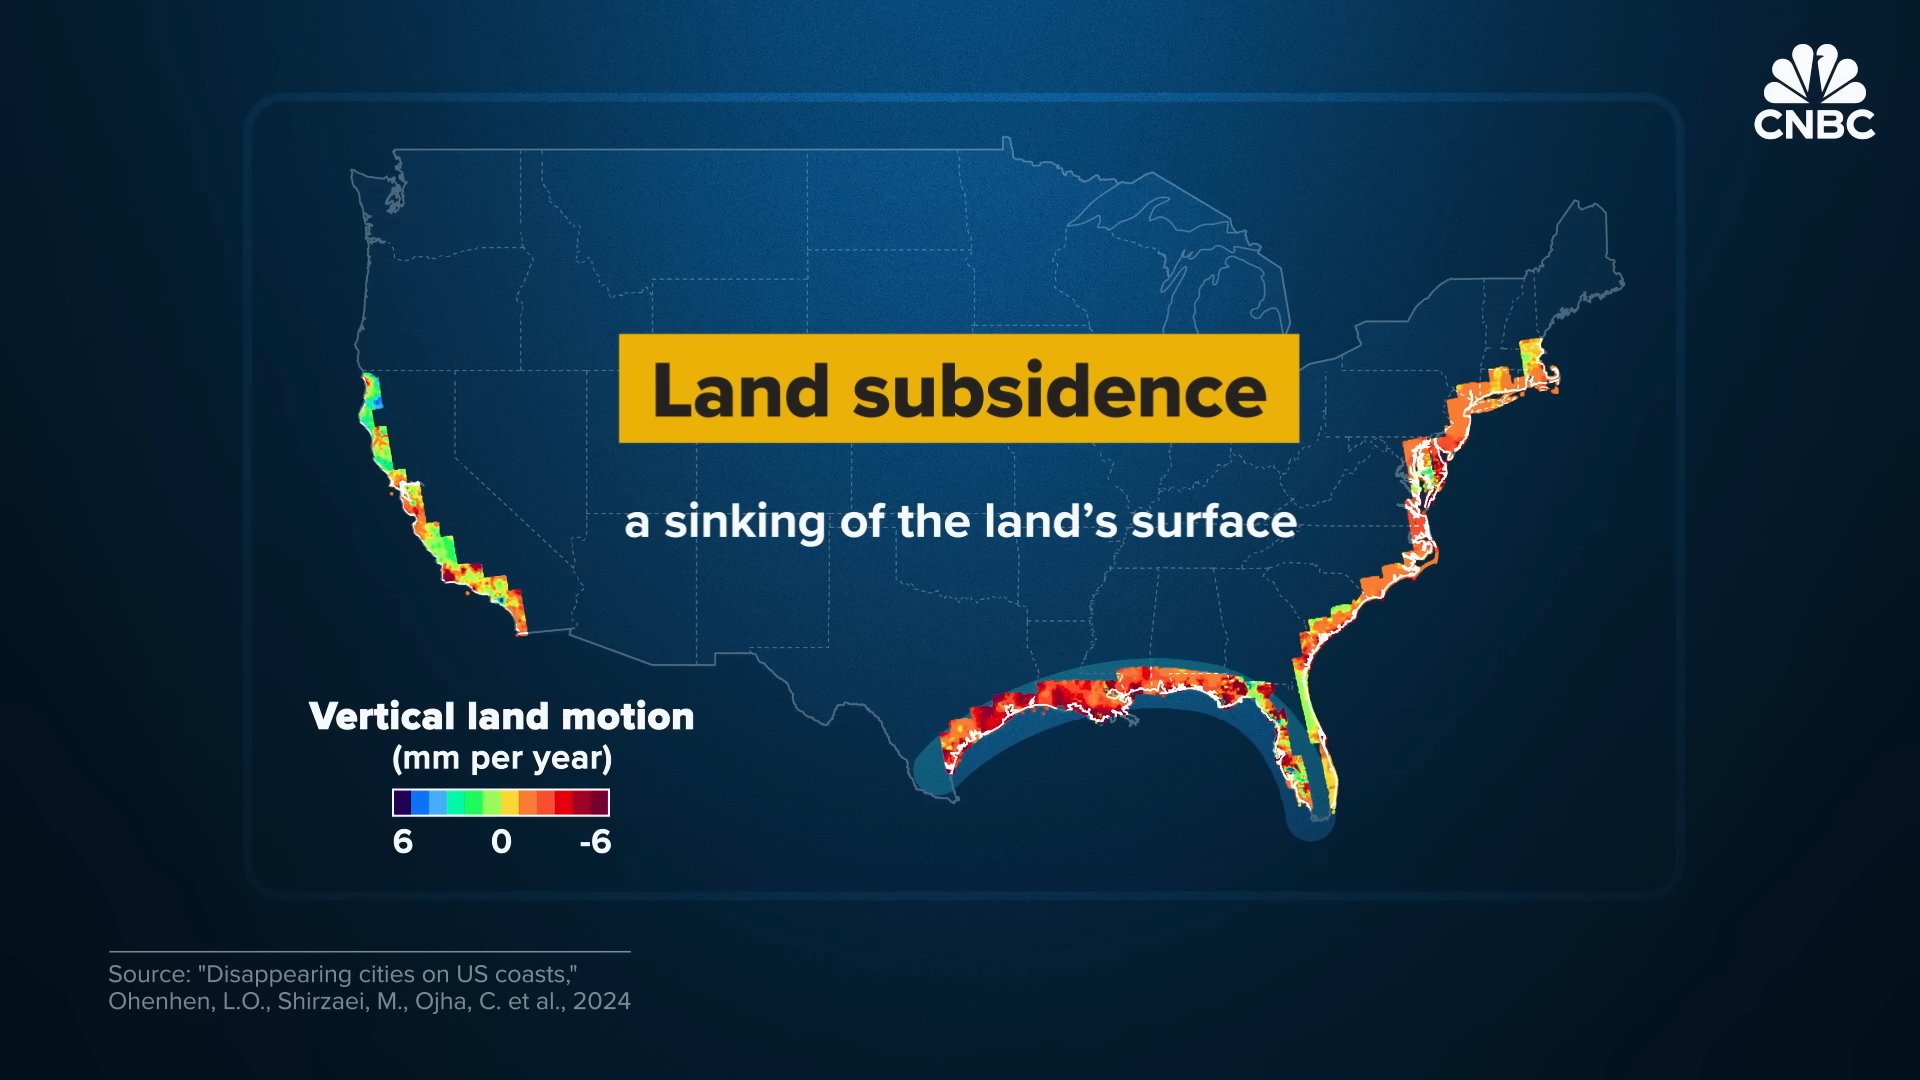 CNBC
Land subsidence
a sinking of the land’s surface
Vertical land motion
(mm per year)
6 0 -6
Source: "Disappearing cities on US coasts,"
Ohenhen, L.O., Shirzaei, M., Ojha, C. et al., 2024